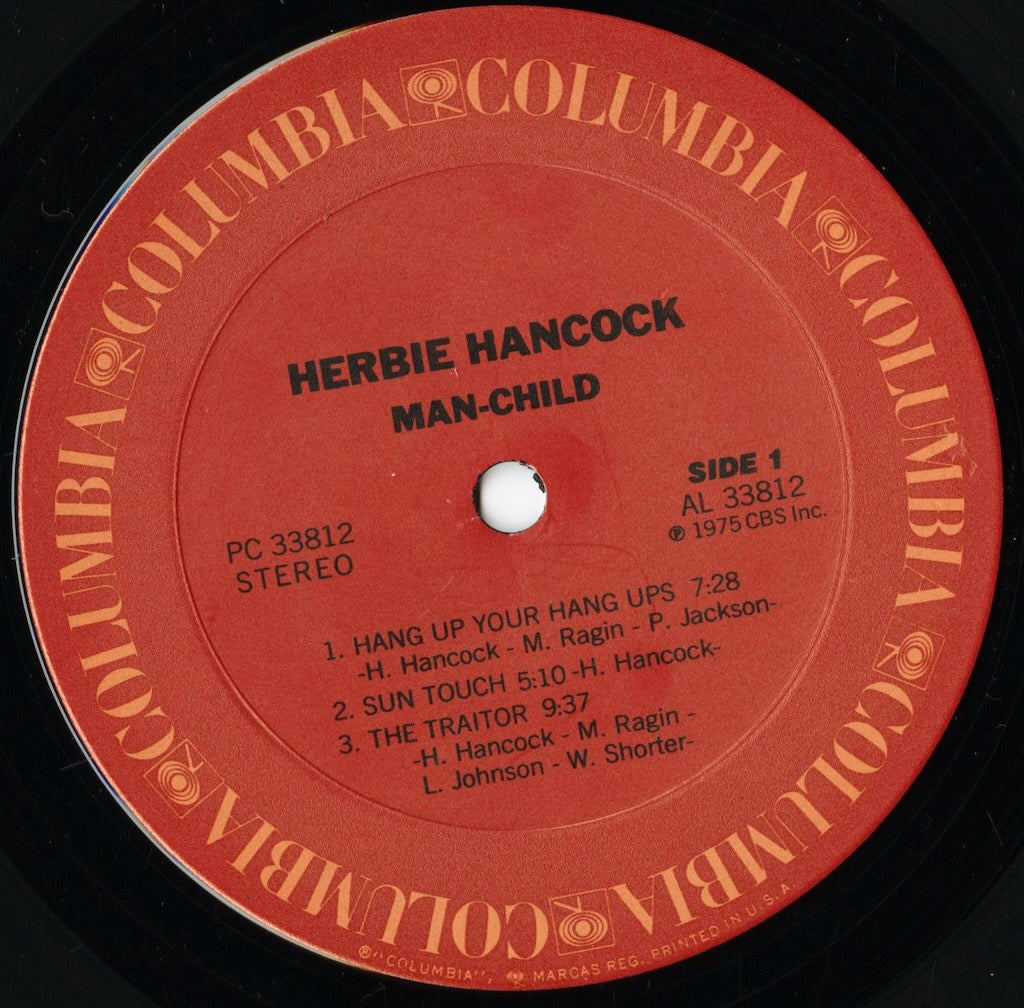 COLUMBIA COLUMBIA COLUMBIA COLUMBIA COLUMBIA COLUMBIA
HERBIE HANCOCK
MAN-CHILD
SIDE 1
AL 33812
℗ 1975 CBS Inc.
PC 33812
STEREO
1. HANG UP YOUR HANG UPS 7:28
-H. Hancock - M. Ragin - P. Jackson-
2. SUN TOUCH 5:10 -H. Hancock-
3. THE TRAITOR 9:37
-H. Hancock - M. Ragin -
L. Johnson - W. Shorter-
®"COLUMBIA", MARCAS REG. PRINTED IN U.S.A.